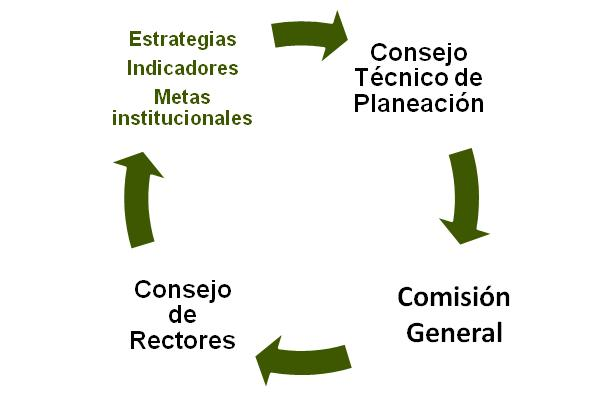 Estrategias
Indicadores
Metas
institucionales
Consejo
Técnico de
Planeación
Comisión
General
Consejo
de
Rectores